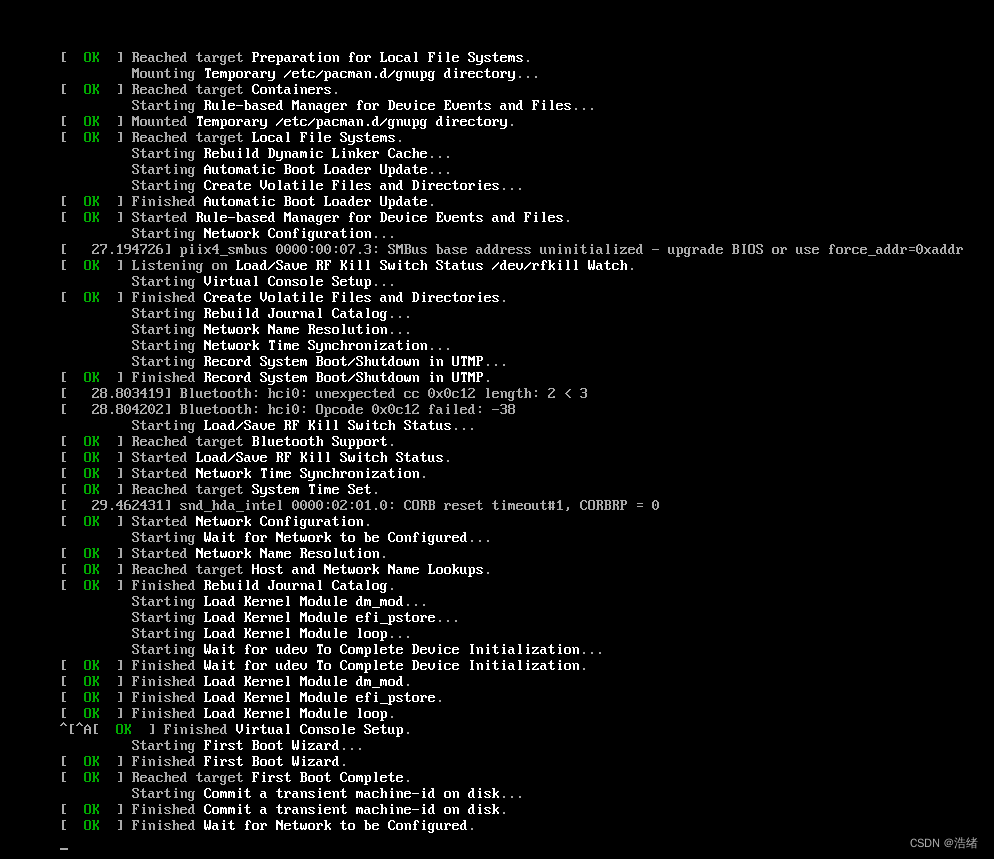 [  OK  ] Reached target Preparation for Local File Systems.
         Mounting Temporary /etc/pacman.d/gnupg directory...
[  OK  ] Reached target Containers.
         Starting Rule-based Manager for Device Events and Files...
[  OK  ] Mounted Temporary /etc/pacman.d/gnupg directory.
[  OK  ] Reached target Local File Systems.
         Starting Rebuild Dynamic Linker Cache...
         Starting Automatic Boot Loader Update...
         Starting Create Volatile Files and Directories...
[  OK  ] Finished Automatic Boot Loader Update.
[  OK  ] Started Rule-based Manager for Device Events and Files.
         Starting Network Configuration...
[   27.194726] piix4_smbus 0000:00:07.3: SMBus base address uninitialized - upgrade BIOS or use force_addr=0xaddr
[  OK  ] Listening on Load/Save RF Kill Switch Status /dev/rfkill Watch.
         Starting Virtual Console Setup...
[  OK  ] Finished Create Volatile Files and Directories.
         Starting Rebuild Journal Catalog...
         Starting Network Name Resolution...
         Starting Network Time Synchronization...
         Starting Record System Boot/Shutdown in UTMP...
[  OK  ] Finished Record System Boot/Shutdown in UTMP.
[   28.803419] Bluetooth: hci0: unexpected cc 0x0c12 length: 2 < 3
[   28.804202] Bluetooth: hci0: Opcode 0x0c12 failed: -38
         Starting Load/Save RF Kill Switch Status...
[  OK  ] Reached target Bluetooth Support.
[  OK  ] Started Load/Save RF Kill Switch Status.
[  OK  ] Started Network Time Synchronization.
[  OK  ] Reached target System Time Set.
[   29.462431] snd_hda_intel 0000:02:01.0: CORB reset timeout#1, CORBRP = 0
[  OK  ] Started Network Configuration.
         Starting Wait for Network to be Configured...
[  OK  ] Started Network Name Resolution.
[  OK  ] Reached target Host and Network Name Lookups.
[  OK  ] Finished Rebuild Journal Catalog.
         Starting Load Kernel Module dm_mod...
         Starting Load Kernel Module efi_pstore...
         Starting Load Kernel Module loop...
         Starting Wait for udev To Complete Device Initialization...
[  OK  ] Finished Wait for udev To Complete Device Initialization.
[  OK  ] Finished Load Kernel Module dm_mod.
[  OK  ] Finished Load Kernel Module efi_pstore.
[  OK  ] Finished Load Kernel Module loop.
^[^A[  OK  ] Finished Virtual Console Setup.
         Starting First Boot Wizard...
[  OK  ] Finished First Boot Wizard.
[  OK  ] Reached target First Boot Complete.
         Starting Commit a transient machine-id on disk...
[  OK  ] Finished Commit a transient machine-id on disk.
[  OK  ] Finished Wait for Network to be Configured.
_
CSDN @浩绪